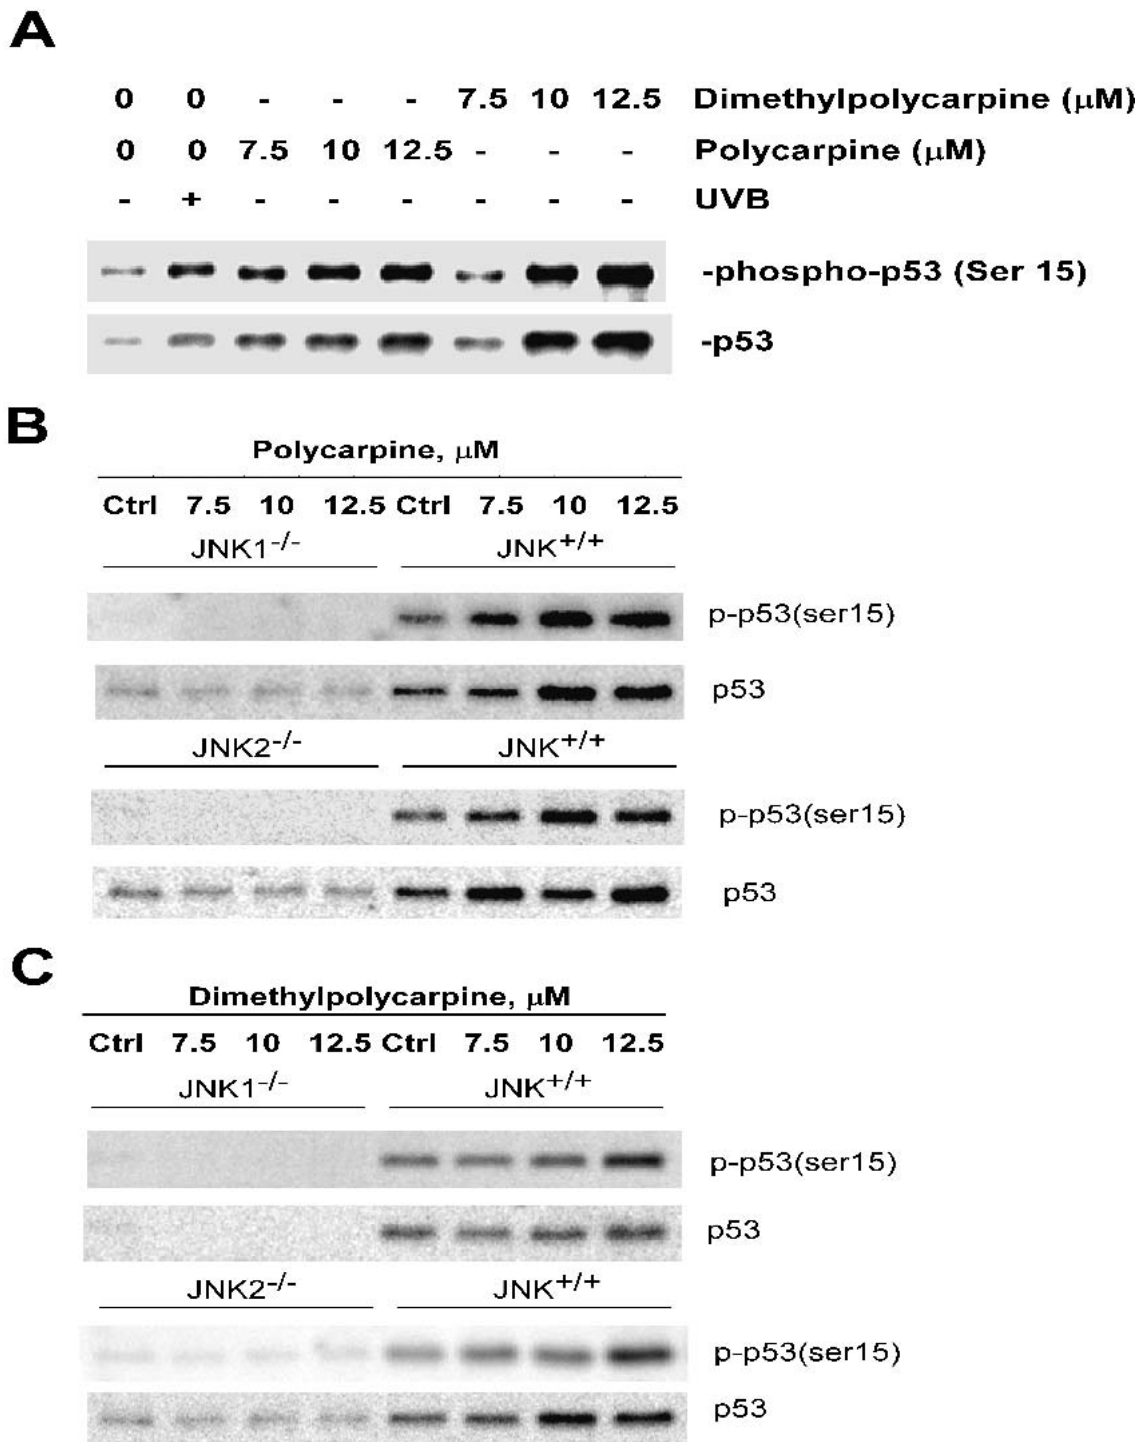 A
0 0 - - - 7.5 10 12.5 Dimethylpolycarpine (μM)
0 0 7.5 10 12.5 - - - Polycarpine (μM)
- + - - - - - - UVB
-phospho-p53 (Ser 15)
-p53
B
Polycarpine, μM
Ctrl 7.5 10 12.5 Ctrl 7.5 10 12.5
JNK1-/- JNK+/+
p-p53(ser15)
p53
JNK2-/- JNK+/+
p-p53(ser15)
p53
C
Dimethylpolycarpine, μM
Ctrl 7.5 10 12.5 Ctrl 7.5 10 12.5
JNK1-/- JNK+/+
p-p53(ser15)
p53
JNK2-/- JNK+/+
p-p53(ser15)
p53